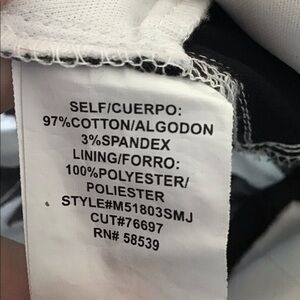 SELF/CUERPO:
97%COTTON/ALGODON
3%SPANDEX
LINING/FORRO:
100%POLYESTER/
POLIESTER
STYLE#M51803SMJ
CUT#76697
RN# 58539